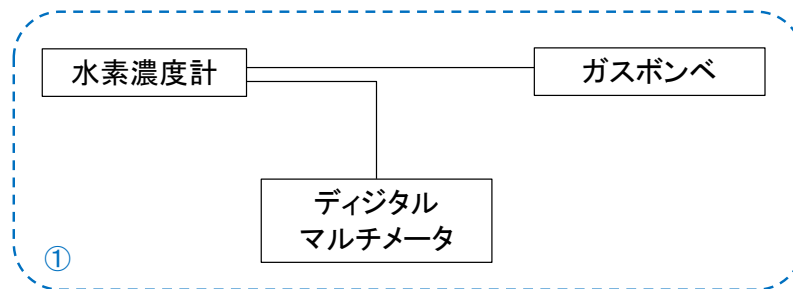 水素濃度計
ガスボンベ
ディジタル
マルチメータ
①